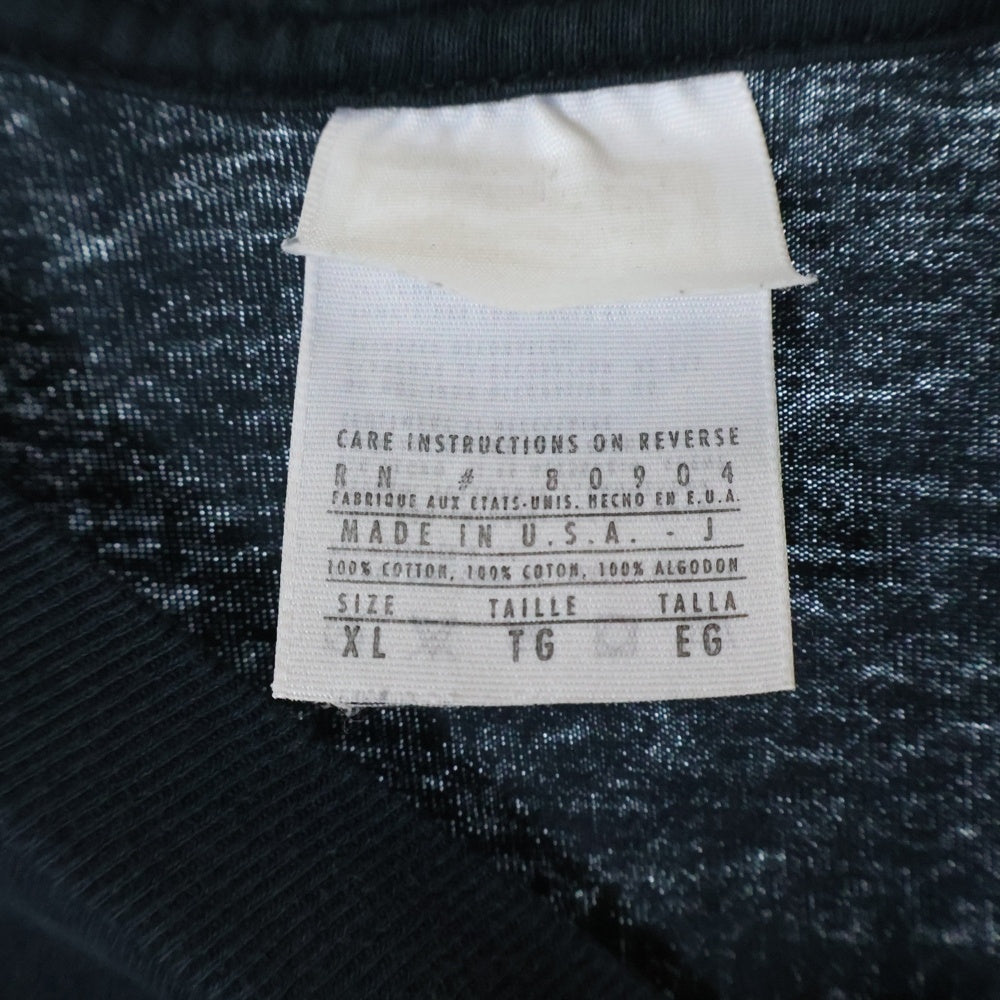 CARE INSTRUCTIONS ON REVERSE
RN # 80904
FABRIQUE AUX ETATS-UNIS. HECHO EN E.U.A.
MADE IN U.S.A. - J
100% COTTON, 100% COTON, 100% ALGODON
SIZE TAILLE TALLA
XL TG EG